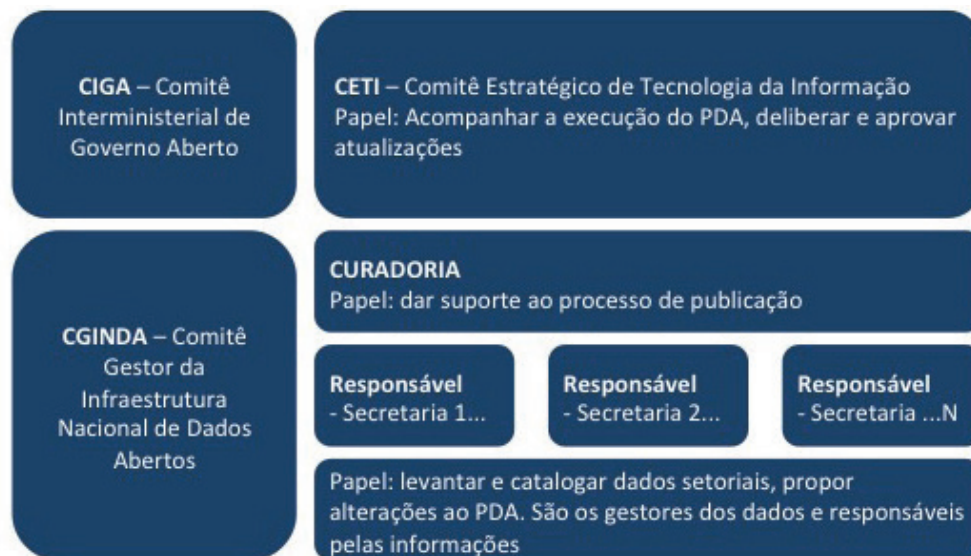 CIGA – Comitê
Interministerial de
Governo Aberto
CETI – Comitê Estratégico de Tecnologia da Informação
Papel: Acompanhar a execução do PDA, deliberar e aprovar
atualizações
CGINDA – Comitê
Gestor da
Infraestrutura
Nacional de Dados
Abertos
CURADORIA
Papel: dar suporte ao processo de publicação
Responsável
- Secretaria 1...
Responsável
- Secretaria 2...
Responsável
- Secretaria ...N
Papel: levantar e catalogar dados setoriais, propor
alterações ao PDA. São os gestores dos dados e responsáveis
pelas informações